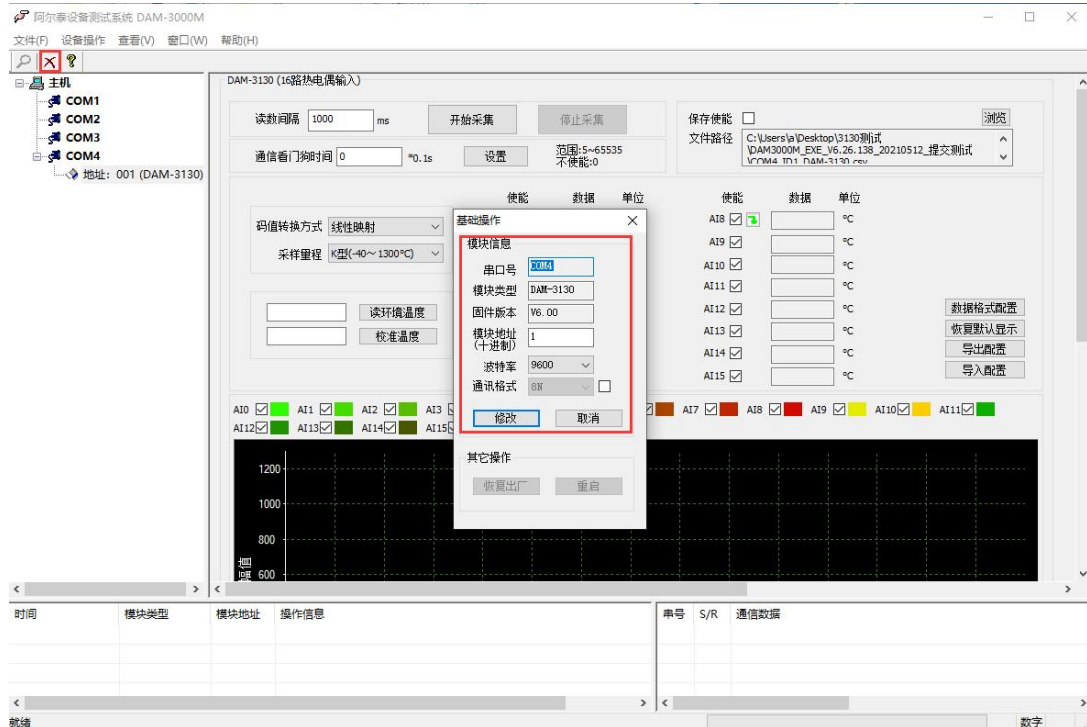 阿尔泰设备测试系统 DAM-3000M
文件(F) 设备操作 查看(V) 窗口(W) 帮助(H)
主机
COM1
COM2
COM3
COM4
地址: 001 (DAM-3130)
DAM-3130 (16路热电偶输入)
读数间隔 1000 ms 开始采集 停止采集
通信看门狗时间 0 *0.1s 设置 范围:5~65535
不使能:0
保存使能 浏览
文件路径 C:\Users\a\Desktop\3130测试
\DAM3000M_EXE_V6.26.138_20210512_提交测试
\COM4_ID1_DAM-3130.csv
使能 数据 单位
码值转换方式 线性映射
采样量程 K型(-40～1300°C)
读环境温度
校准温度
使能 数据 单位
AI8 °C
AI9 °C
AI10 °C
AI11 °C
AI12 °C
AI13 °C
AI14 °C
AI15 °C
数据格式配置
恢复默认显示
导出配置
导入配置
基础操作
模块信息
串口号 COM4
模块类型 DAM-3130
固件版本 V6.00
模块地址 1
(十进制)
波特率 9600
通讯格式 8N
修改 取消
其它操作
恢复出厂 重启
AI0 AI1 AI2 AI3 AI7 AI8 AI9 AI10 AI11
AI12 AI13 AI14 AI15
1200
1000
800
600
幅值
时间 模块类型 模块地址 操作信息
串号 S/R 通信数据
就绪 数字